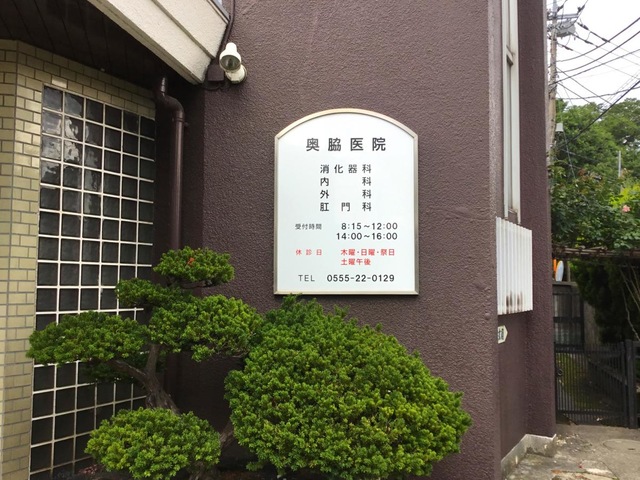 奥脇医院
消化器科
内科
外科
肛門科
受付時間 8:15～12:00
14:00～16:00
休診日 木曜・日曜・祭日
土曜午後
TEL 0555-22-0129